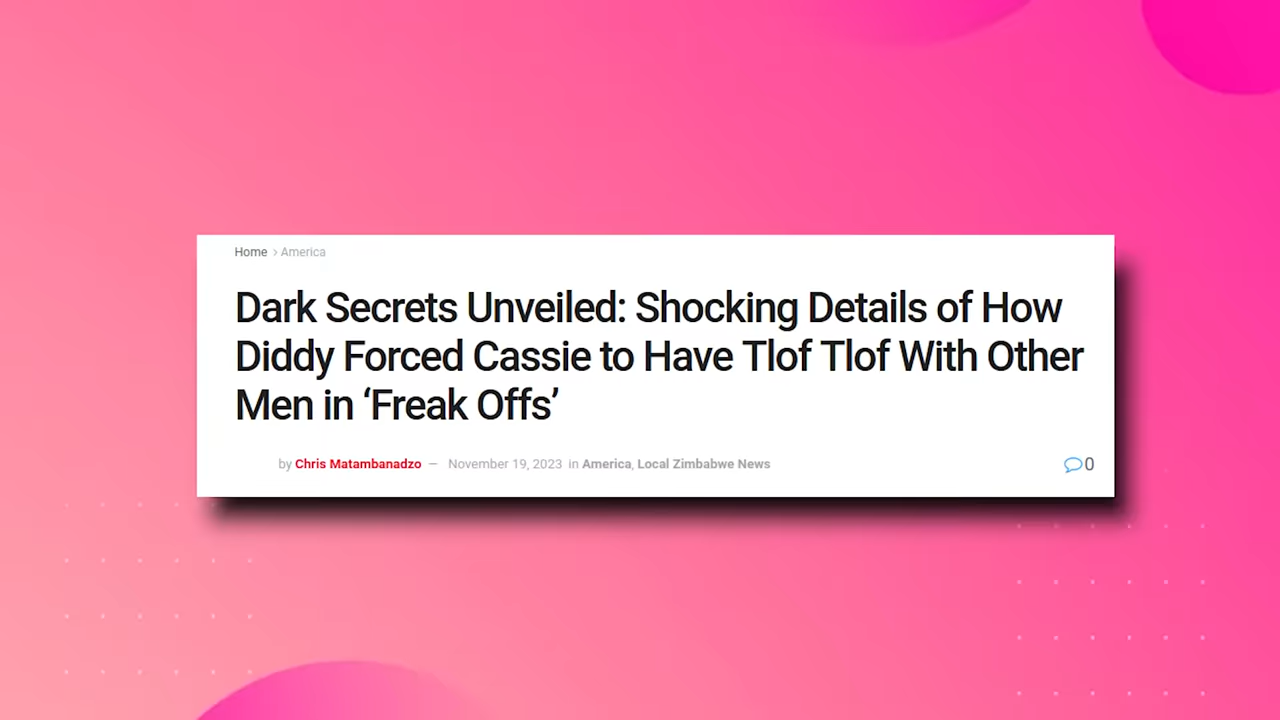 Home > America
Dark Secrets Unveiled: Shocking Details of How
Diddy Forced Cassie to Have Tlof Tlof With Other
Men in ‘Freak Offs’
by Chris Matambanadzo — November 19, 2023 in America, Local Zimbabwe News 0